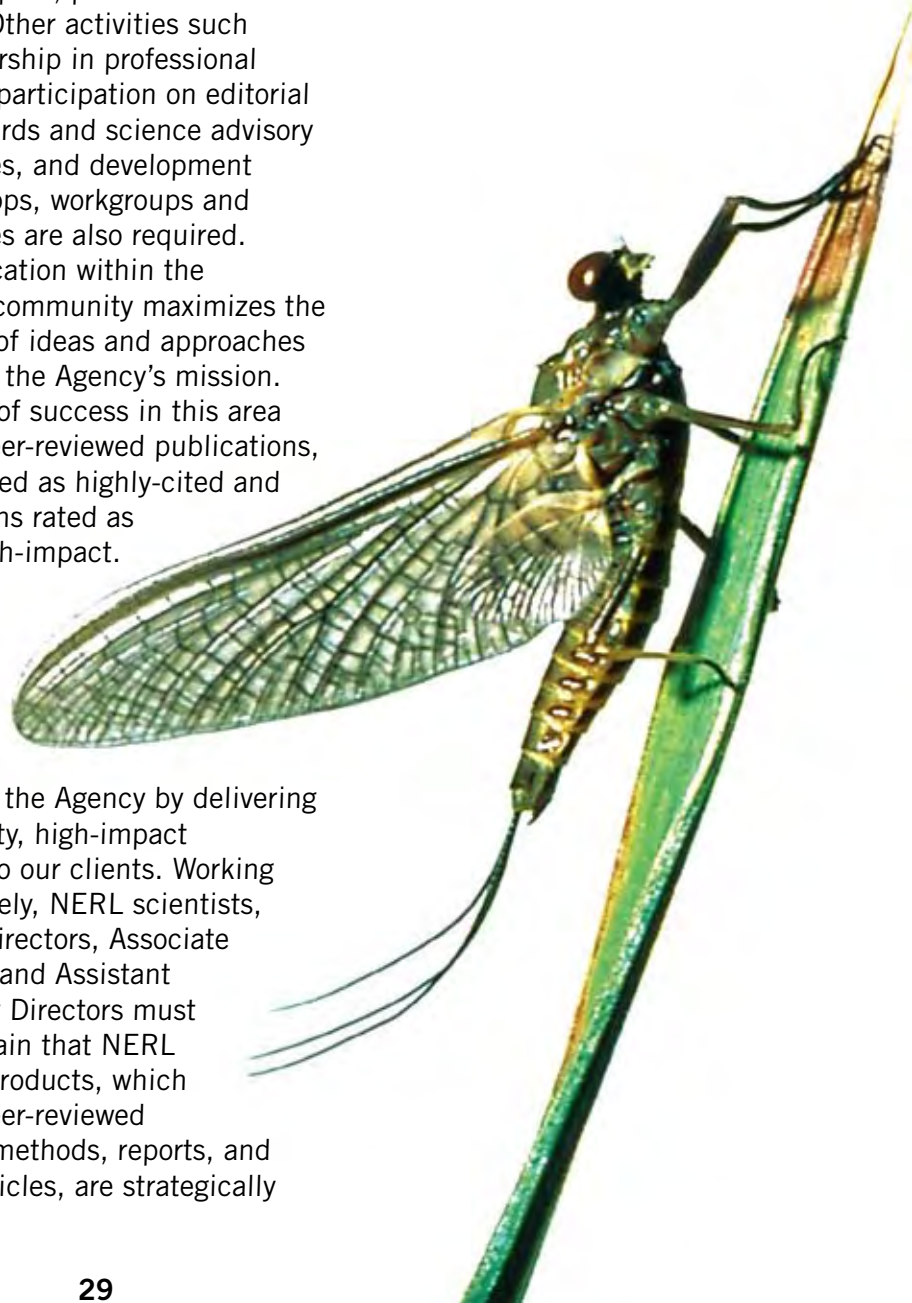 Other activities such
rship in professional
participation on editorial
rds and science advisory
es, and development
ops, workgroups and
es are also required.
cation within the
community maximizes the
of ideas and approaches
the Agency’s mission.
of success in this area
er-reviewed publications,
ed as highly-cited and
ns rated as
h-impact.
the Agency by delivering
ty, high-impact
o our clients. Working
ely, NERL scientists,
irectors, Associate
and Assistant
Directors must
ain that NERL
roducts, which
er-reviewed
methods, reports, and
icles, are strategically
29